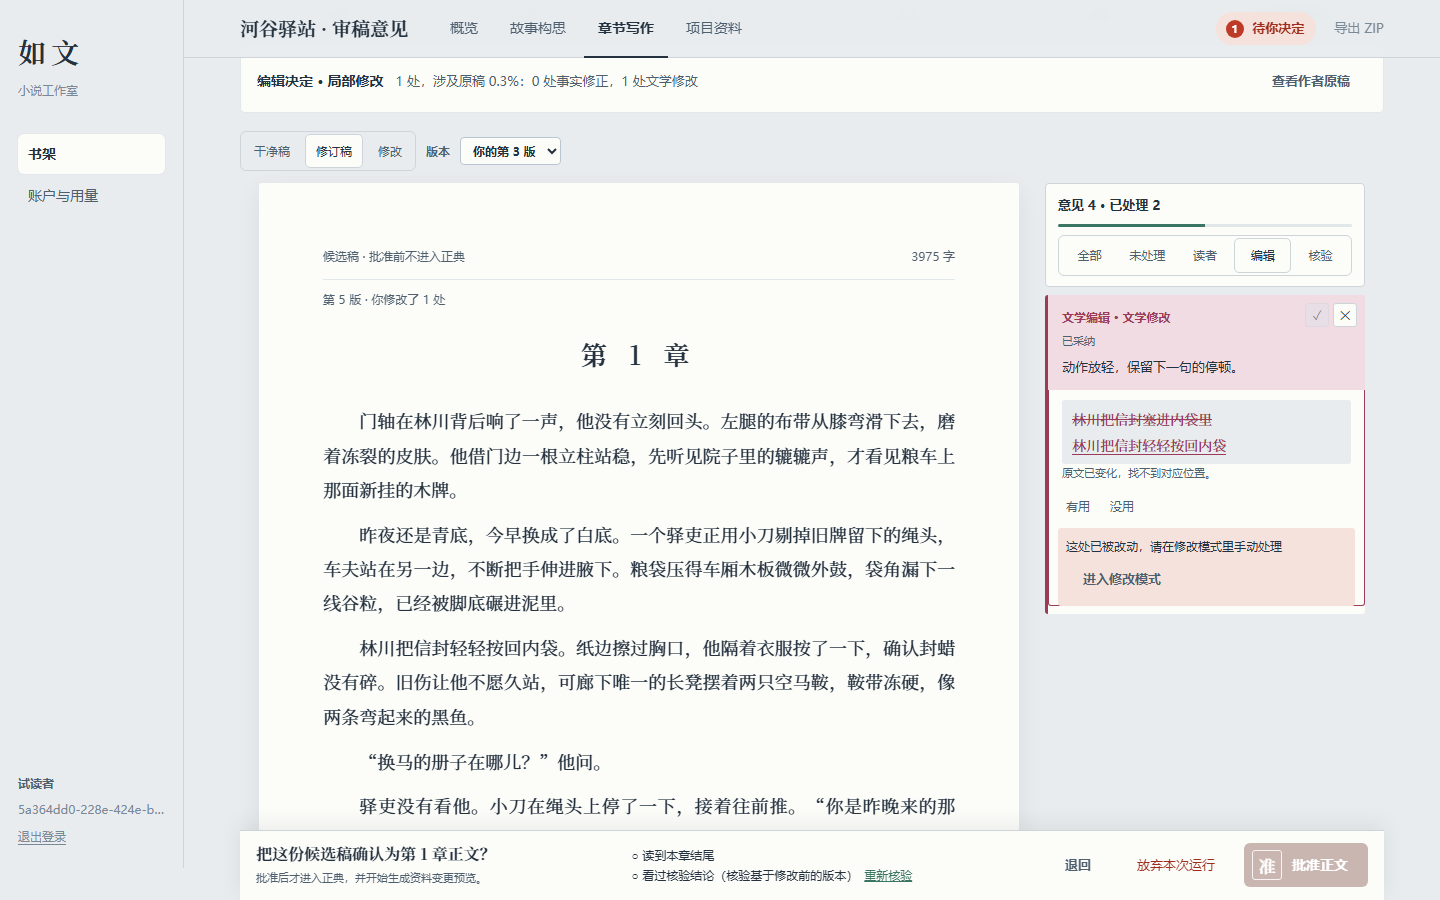 如文
小说工作室
书架
账户与用量
试读者
5a364dd0-228e-424e-b...
退出登录
河谷驿站 · 审稿意见
概览
故事构思
章节写作
项目资料
1 待你决定
导出 ZIP
编辑决定 • 局部修改 1 处，涉及原稿 0.3%：0 处事实修正，1 处文学修改
查看作者原稿
干净稿
修订稿
修改
版本
你的第 3 版
候选稿 · 批准前不进入正典
3975 字
第 5 版 · 你修改了 1 处
第 1 章
门轴在林川背后响了一声，他没有立刻回头。左腿的布带从膝弯滑下去，磨
着冻裂的皮肤。他借门边一根立柱站稳，先听见院子里的辘辘声，才看见粮车上
那面新挂的木牌。
昨夜还是青底，今早换成了白底。一个驿吏正用小刀剔掉旧牌留下的绳头，
车夫站在另一边，不断把手伸进腋下。粮袋压得车厢木板微微外鼓，袋角漏下一
线谷粒，已经被脚底碾进泥里。
林川把信封轻轻按回内袋。纸边擦过胸口，他隔着衣服按了一下，确认封蜡
没有碎。旧伤让他不愿久站，可廊下唯一的长凳摆着两只空马鞍，鞍带冻硬，像
两条弯起来的黑鱼。
“换马的册子在哪儿？”他问。
驿吏没有看他。小刀在绳头上停了一下，接着往前推。“你是昨晚来的那
意见 4 • 已处理 2
全部
未处理
读者
编辑
核验
文学编辑 • 文学修改
已采纳
动作放轻，保留下一句的停顿。
林川把信封塞进内袋里
林川把信封轻轻按回内袋
原文已变化，找不到对应位置。
有用
没用
这处已被改动，请在修改模式里手动处理
进入修改模式
把这份候选稿确认为第 1 章正文？
批准后才进入正典，并开始生成资料变更预览。
○ 读到本章结尾
○ 看过核验结论（核验基于修改前的版本） 重新核验
退回
放弃本次运行
准 批准正文